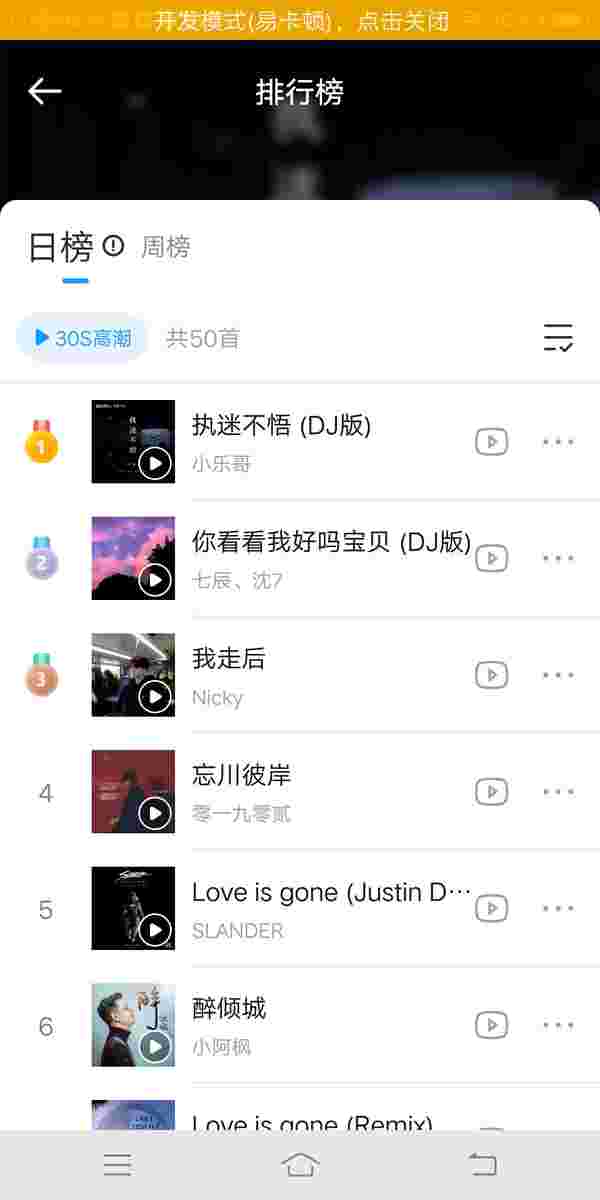 开发模式(易卡顿)，点击关闭
排行榜
日榜 周榜
30S高潮 共50首
1
执迷不悟 (DJ版)
小乐哥
2
你看看我好吗宝贝 (DJ版)
七辰、沈7
3
我走后
Nicky
4
忘川彼岸
零一九零贰
5
Love is gone (Justin D···
SLANDER
6
醉倾城
小阿枫
Love is gone (Remix)